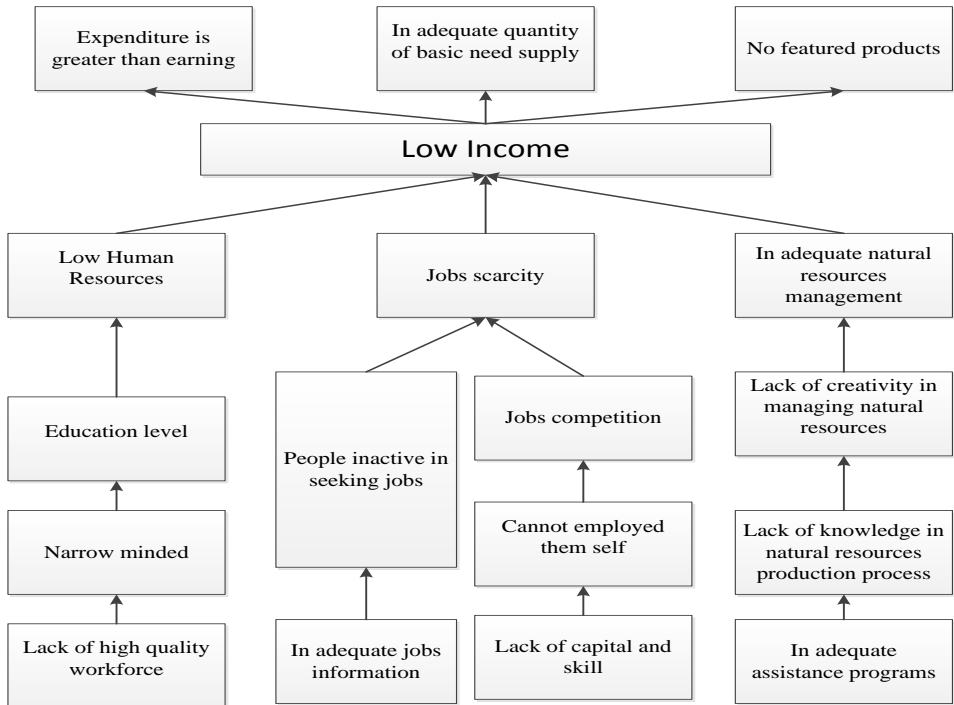 Expenditure is
greater than earning
In adequate quantity
of basic need supply
No featured products
Low Income
Low Human
Resources
Jobs scarcity
In adequate natural
resources
management
Education level
People inactive in
seeking jobs
Jobs competition
Lack of creativity in
managing natural
resources
Narrow minded
Cannot employed
them self
Lack of knowledge in
natural resources
production process
Lack of high quality
workforce
In adequate jobs
information
Lack of capital and
skill
In adequate
assistance programs